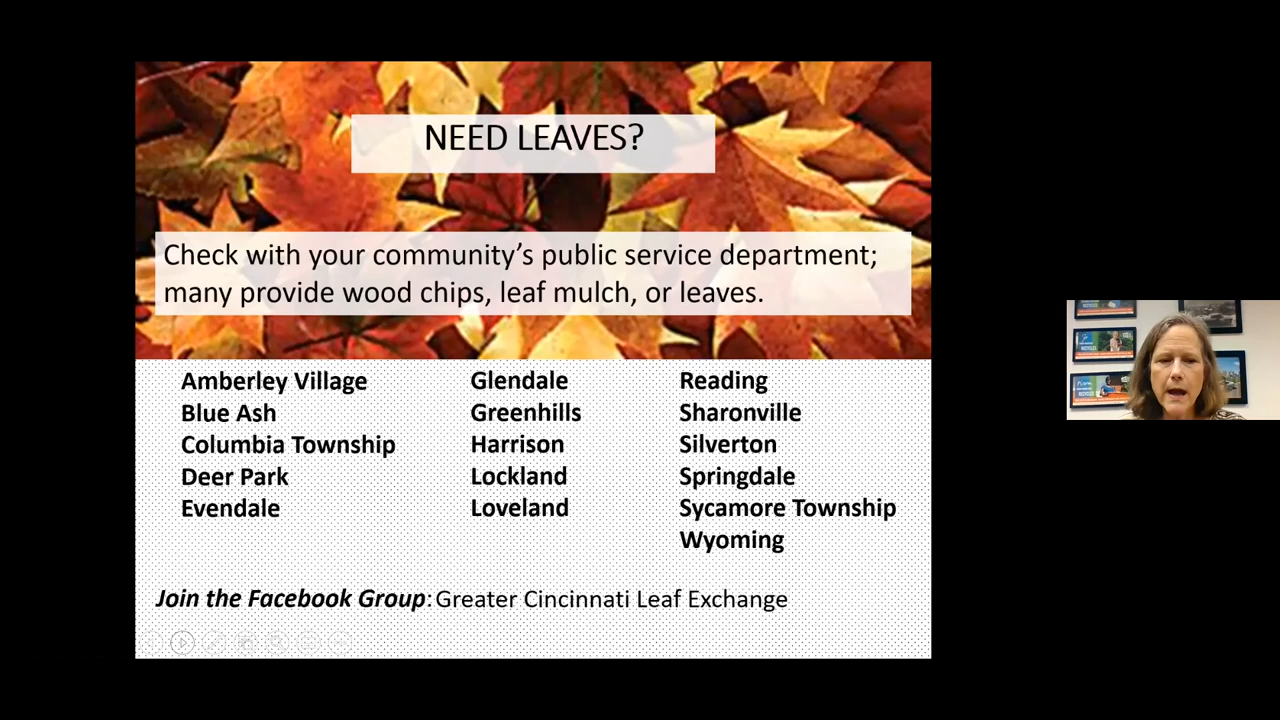 NEED LEAVES?
Check with your community’s public service department;
many provide wood chips, leaf mulch, or leaves.
Amberley Village
Blue Ash
Columbia Township
Deer Park
Evendale
Glendale
Greenhills
Harrison
Lockland
Loveland
Reading
Sharonville
Silverton
Springdale
Sycamore Township
Wyoming
Join the Facebook Group: Greater Cincinnati Leaf Exchange